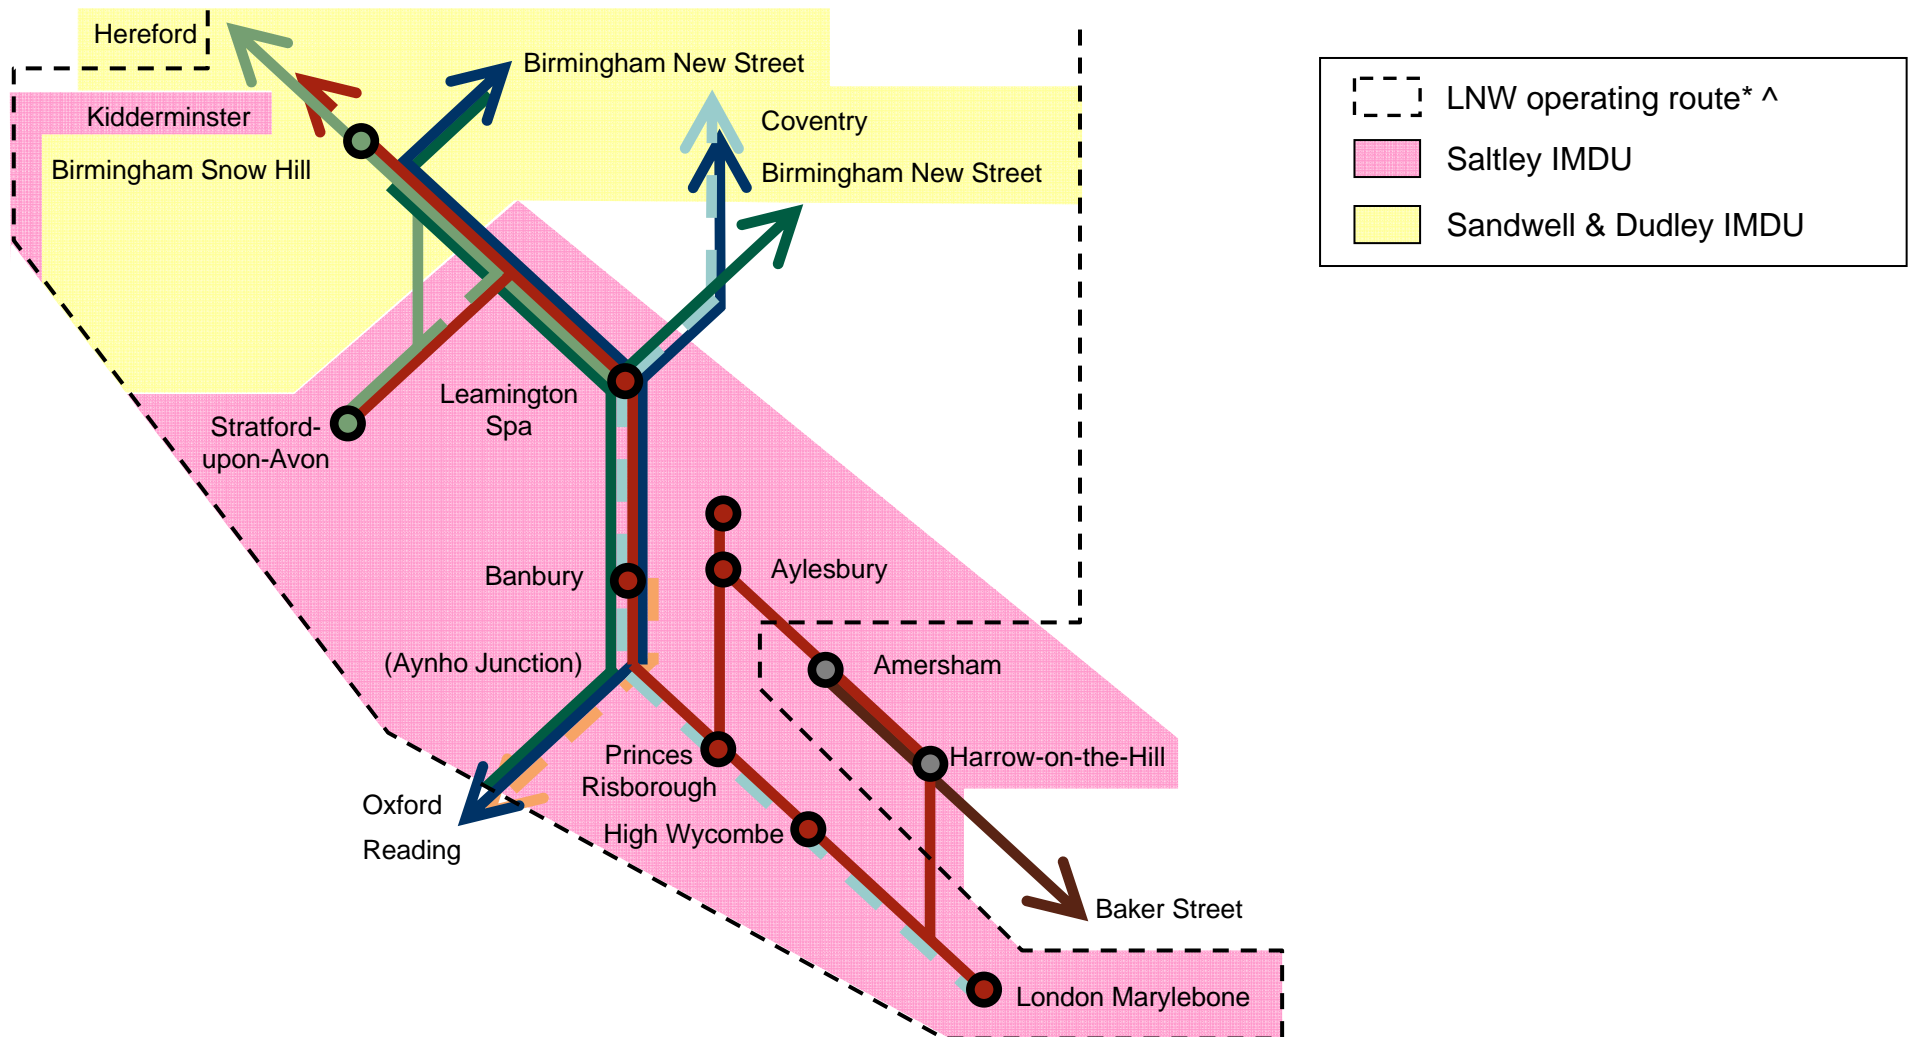 Hereford
Birmingham New Street
Kidderminster
Coventry
Birmingham Snow Hill
Birmingham New Street
LNW operating route* ^
Saltley IMDU
Sandwell & Dudley IMDU
Leamington
Spa
Stratford-
upon-Avon
Banbury
Aylesbury
(Aynho Junction)
Amersham
Princes
Risborough
Harrow-on-the-Hill
Oxford
Reading
High Wycombe
Baker Street
London Marylebone